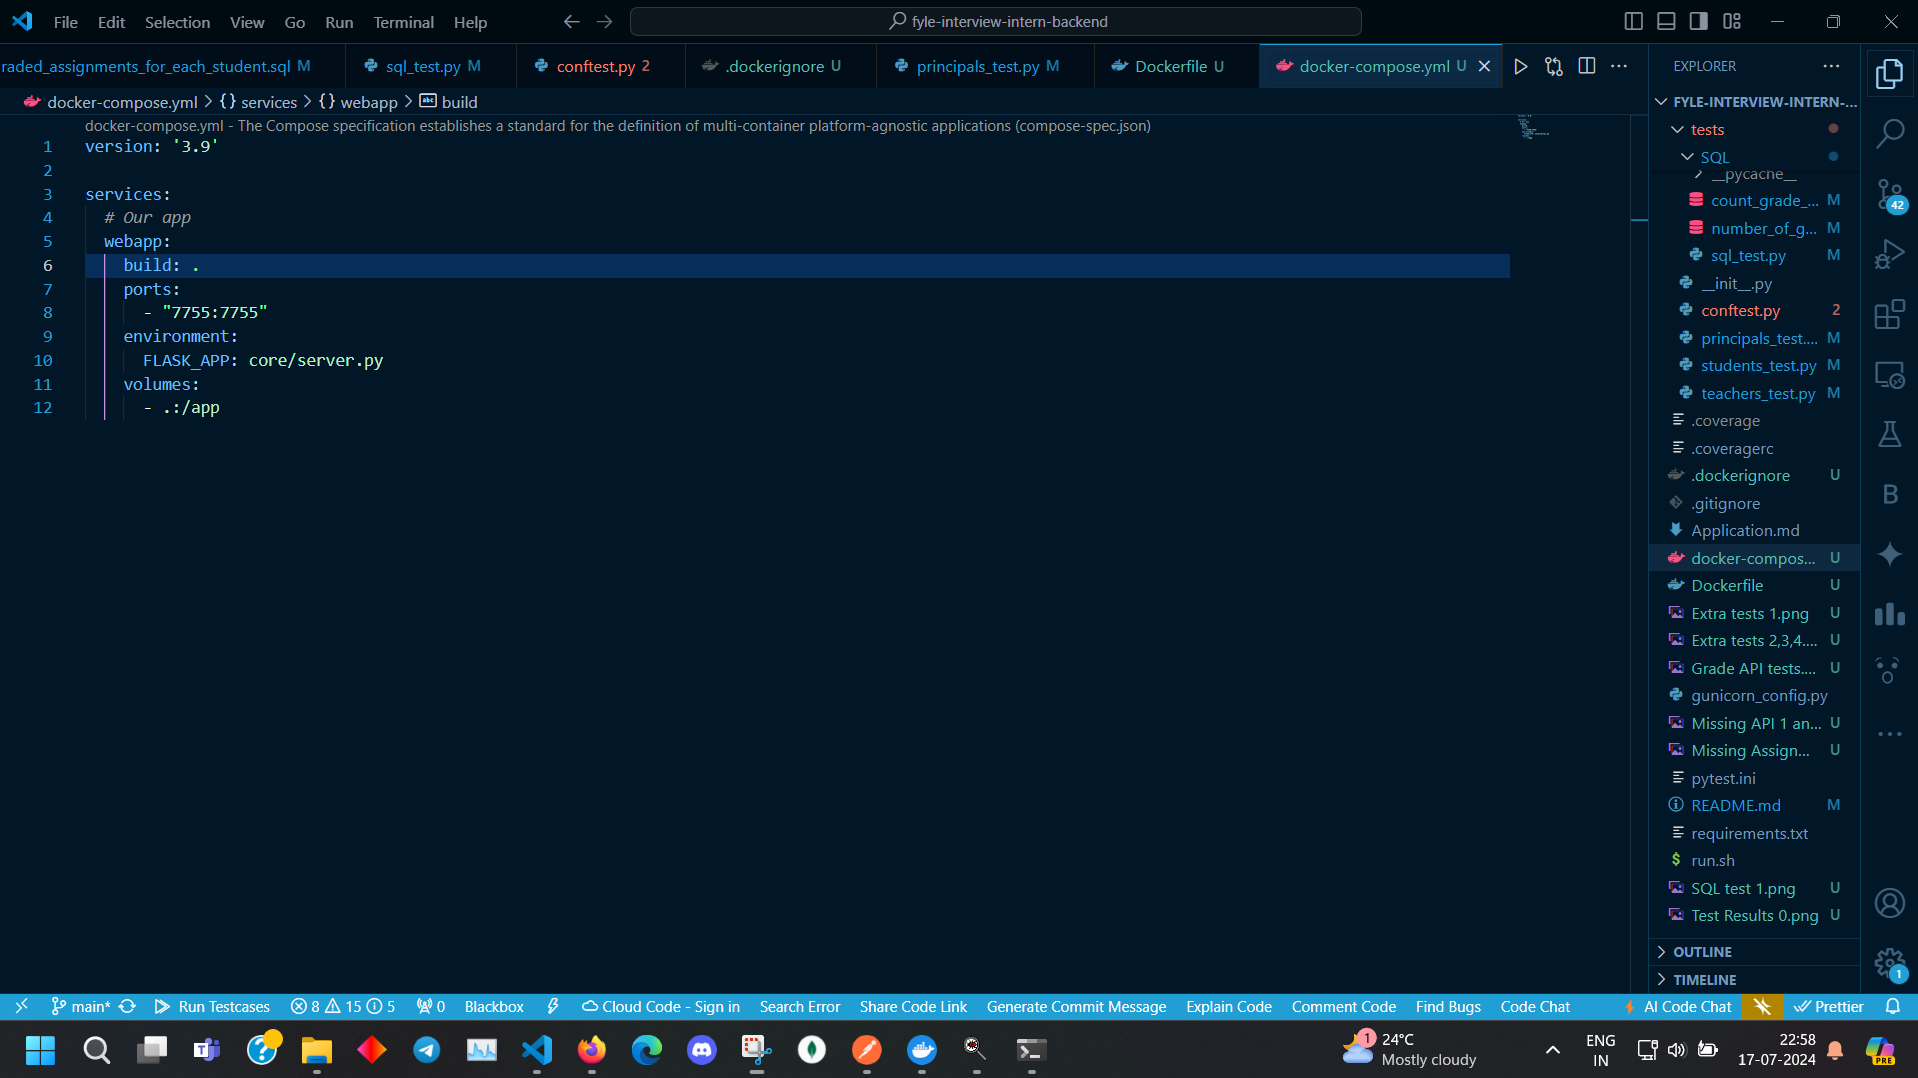 File Edit Selection View Go Run Terminal Help
fyle-interview-intern-backend
raded_assignments_for_each_student.sql M
sql_test.py M
conftest.py 2
.dockerignore U
principals_test.py M
Dockerfile U
docker-compose.yml U
docker-compose.yml > {} services > {} webapp > abc build
docker-compose.yml - The Compose specification establishes a standard for the definition of multi-container platform-agnostic applications (compose-spec.json)
1 version: '3.9'
2
3 services:
4 # Our app
5 webapp:
6 build: .
7 ports:
8 - "7755:7755"
9 environment:
10 FLASK_APP: core/server.py
11 volumes:
12 - .:/app
EXPLORER
FYLE-INTERVIEW-INTERN-...
tests
SQL
__pycache__
count_grade_... M
number_of_g... M
sql_test.py M
__init__.py
conftest.py 2
principals_test.... M
students_test.py M
teachers_test.py M
.coverage
.coveragerc
.dockerignore U
.gitignore
Application.md
docker-compos... U
Dockerfile U
Extra tests 1.png U
Extra tests 2,3,4.... U
Grade API tests.... U
gunicorn_config.py
Missing API 1 an... U
Missing Assign... U
pytest.ini
README.md M
requirements.txt
$ run.sh
SQL test 1.png U
Test Results 0.png U
OUTLINE
TIMELINE
42
B
1
main* Run Testcases 8 15 5 0 Blackbox Cloud Code - Sign in Search Error Share Code Link Generate Commit Message Explain Code Comment Code Find Bugs Code Chat AI Code Chat Prettier
1
24°C
Mostly cloudy
ENG
IN
22:58
17-07-2024
PRE